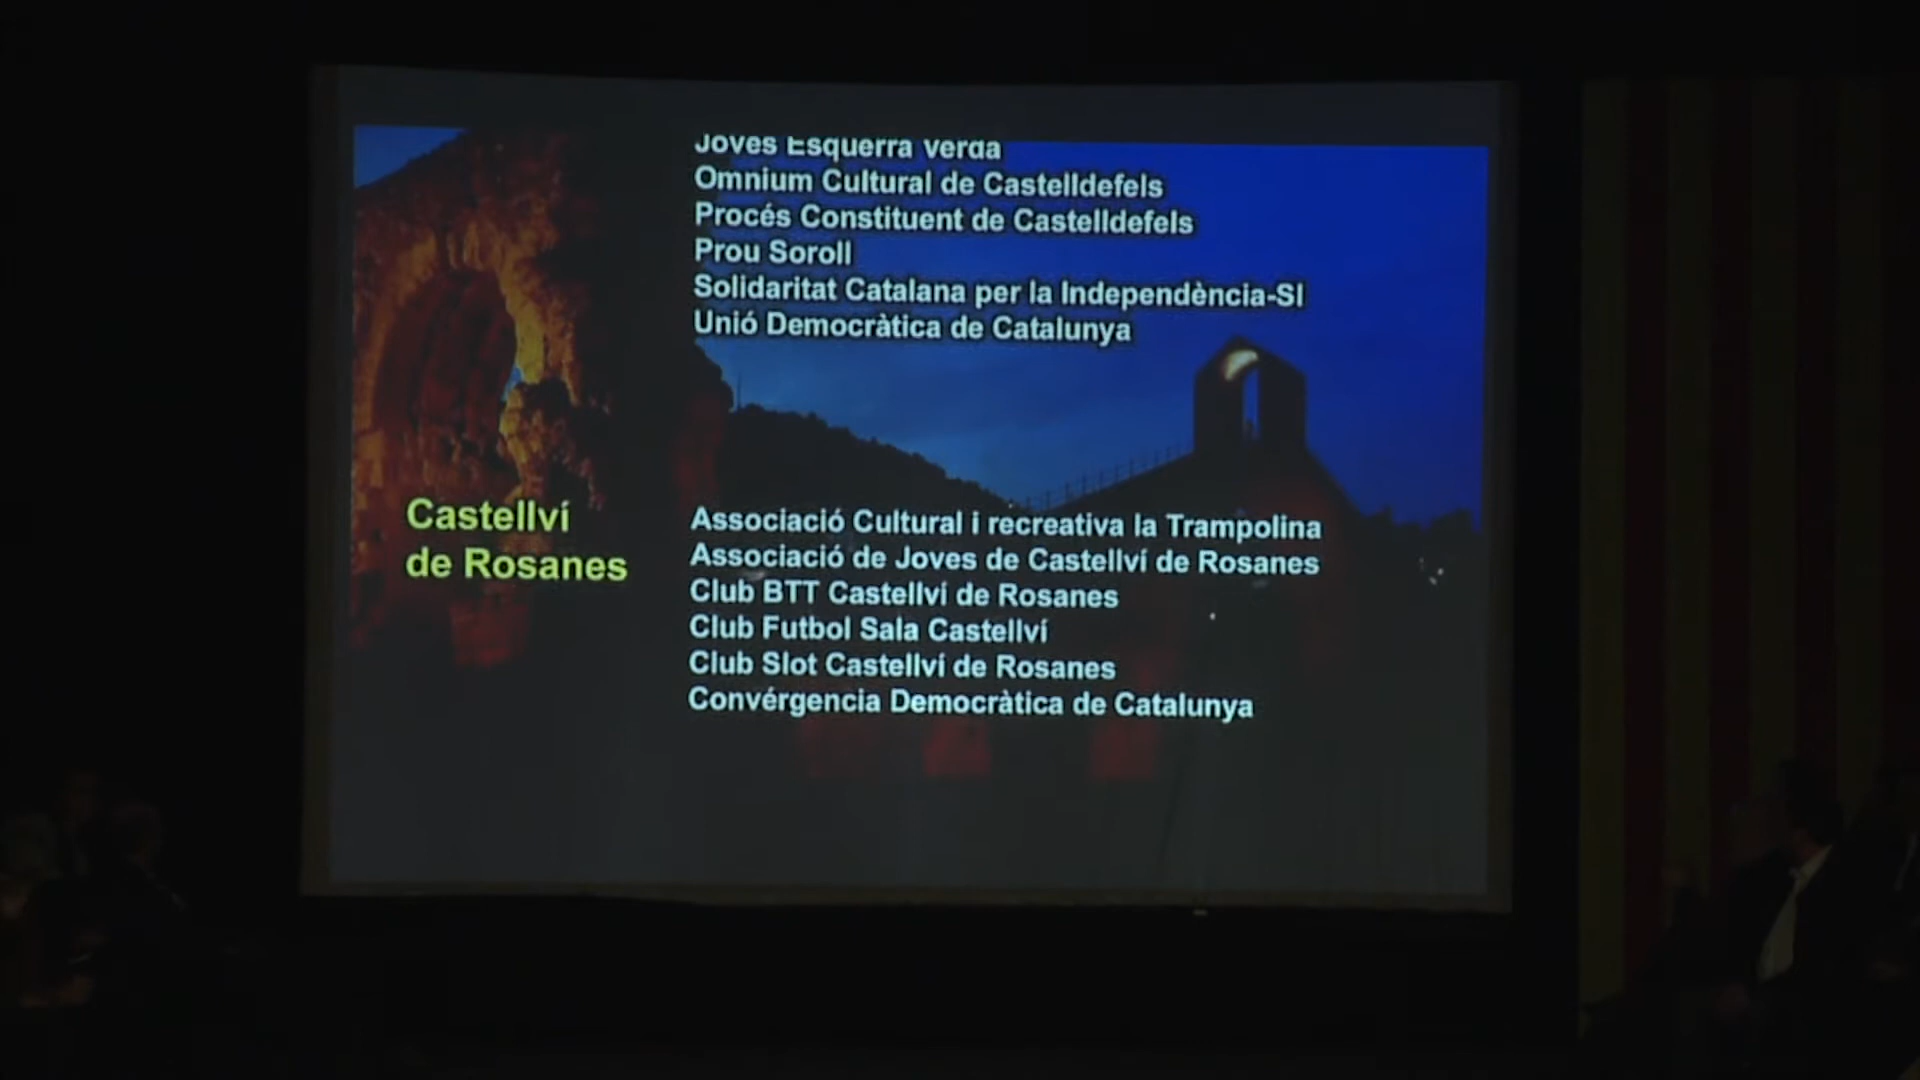 Joves Esquerra Verda
Omnium Cultural de Castelldefels
Procés Constituent de Castelldefels
Prou Soroll
Solidaritat Catalana per la Independència-SI
Unió Democràtica de Catalunya
Castellví
de Rosanes
Associació Cultural i recreativa la Trampolina
Associació de Joves de Castellví de Rosanes
Club BTT Castellví de Rosanes
Club Futbol Sala Castellví
Club Slot Castellví de Rosanes
Convérgencia Democràtica de Catalunya